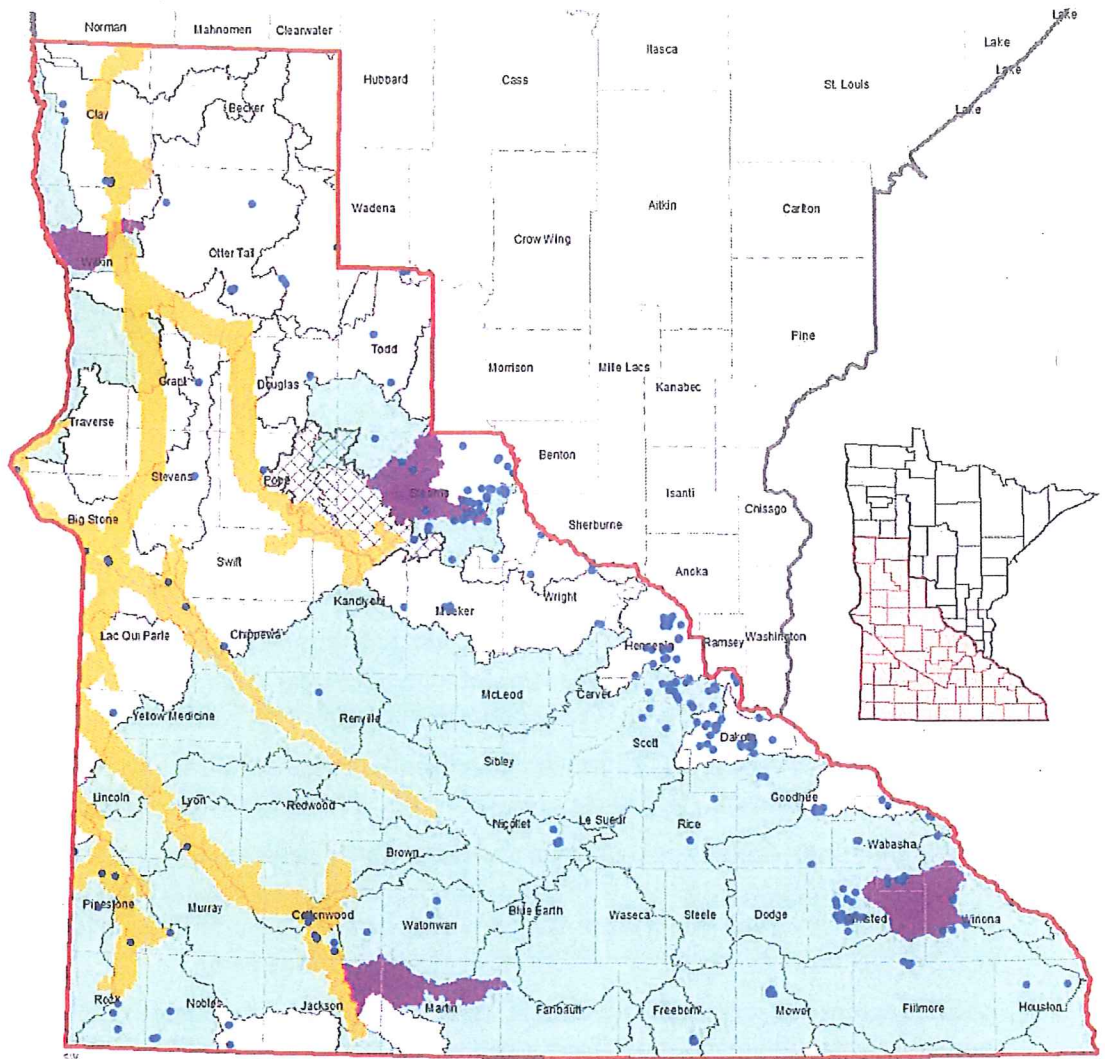 Norman Mahnomen Clearwater
Lake
Itasca
Lake
Hubbard Cass
St. Louis
Lake
Becker
Clay
Lake
Wadena
Aitkin
Carlton
Crow Wing
Otter Tail
Wilkin
Pine
Todd
Morrison
Mille Lacs
Grant
Douglas
Kanabec
Traverse
Benton
Stevens
Pope
Stearns
Isanti
Chisago
Big Stone
Sherburne
Swift
Anoka
Wright
Kandiyohi
Meeker
Chippewa
Lac Qui Parle
Hennepin
Ramsey
Washington
McLeod
Carver
Yellow Medicine
Renville
Scott
Dakota
Sibley
Lincoln
Lyon
Redwood
Goodhue
Nicollet
Le Sueur
Rice
Brown
Wabasha
Pipestone
Murray
Cottonwood
Watonwan
Blue Earth
Waseca
Steele
Dodge
Olmsted
Winona
Rock
Nobles
Jackson
Martin
Faribault
Freeborn
Mower
Fillmore
Houston